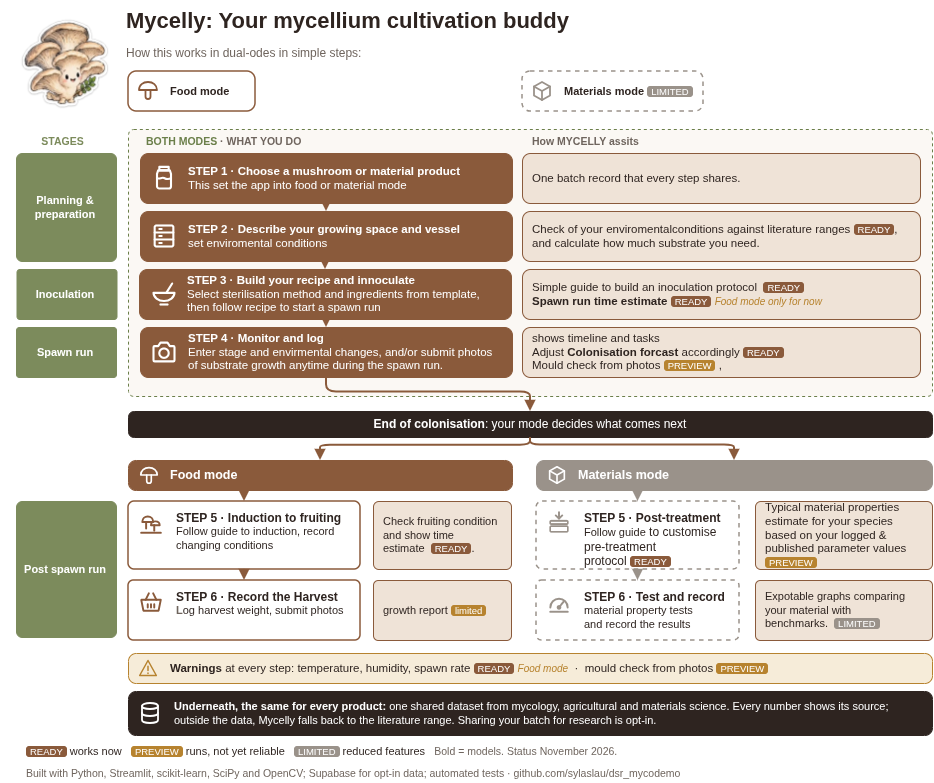 Mycelly: Your mycellium cultivation buddy
How this works in dual-odes in simple steps:
Food mode
Materials mode LIMITED
STAGES
BOTH MODES · WHAT YOU DO
How MYCELLY assits
Planning &
preparation
STEP 1 · Choose a mushroom or material product
This set the app into food or material mode
One batch record that every step shares.
STEP 2 · Describe your growing space and vessel
set enviromental conditions
Check of your enviromentalconditions against literature ranges READY,
and calculate how much substrate you need.
Inoculation
STEP 3 · Build your recipe and innoculate
Select sterilisation method and ingredients from template,
then follow recipe to start a spawn run
Simple guide to build an inoculation protocol READY
Spawn run time estimate READY Food mode only for now
Spawn run
STEP 4 · Monitor and log
Enter stage and envirmental changes, and/or submit photos
of substrate growth anytime during the spawn run.
shows timeline and tasks
Adjust Colonisation forcast accordingly READY
Mould check from photos PREVIEW ,
End of colonisation: your mode decides what comes next
Food mode
Materials mode
Post spawn run
STEP 5 · Induction to fruiting
Follow guide to induction, record
changing conditions
Check fruiting condition
and show time
estimate READY.
STEP 5 · Post-treatment
Follow guide to customise
pre-treatment
protocol READY
Typical material properties
estimate for your species
based on your logged &
published parameter values
PREVIEW
STEP 6 · Record the Harvest
Log harvest weight, submit photos
growth report limited
STEP 6 · Test and record
material property tests
and record the results
Expotable graphs comparing
your material with
benchmarks. LIMITED
Warnings at every step: temperature, humidity, spawn rate READY Food mode · mould check from photos PREVIEW
Underneath, the same for every product: one shared dataset from mycology, agricultural and materials science. Every number shows its source;
outside the data, Mycelly falls back to the literature range. Sharing your batch for research is opt-in.
READY works now PREVIEW runs, not yet reliable LIMITED reduced features Bold = models. Status November 2026.
Built with Python, Streamlit, scikit-learn, SciPy and OpenCV; Supabase for opt-in data; automated tests · github.com/sylaslau/dsr_mycodemo